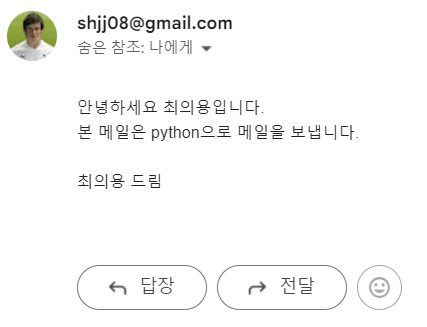 shjj08@gmail.com
숨은 참조: 나에게
안녕하세요 최의용입니다.
본 메일은 python으로 메일을 보냅니다.
최의용 드림
답장
전달